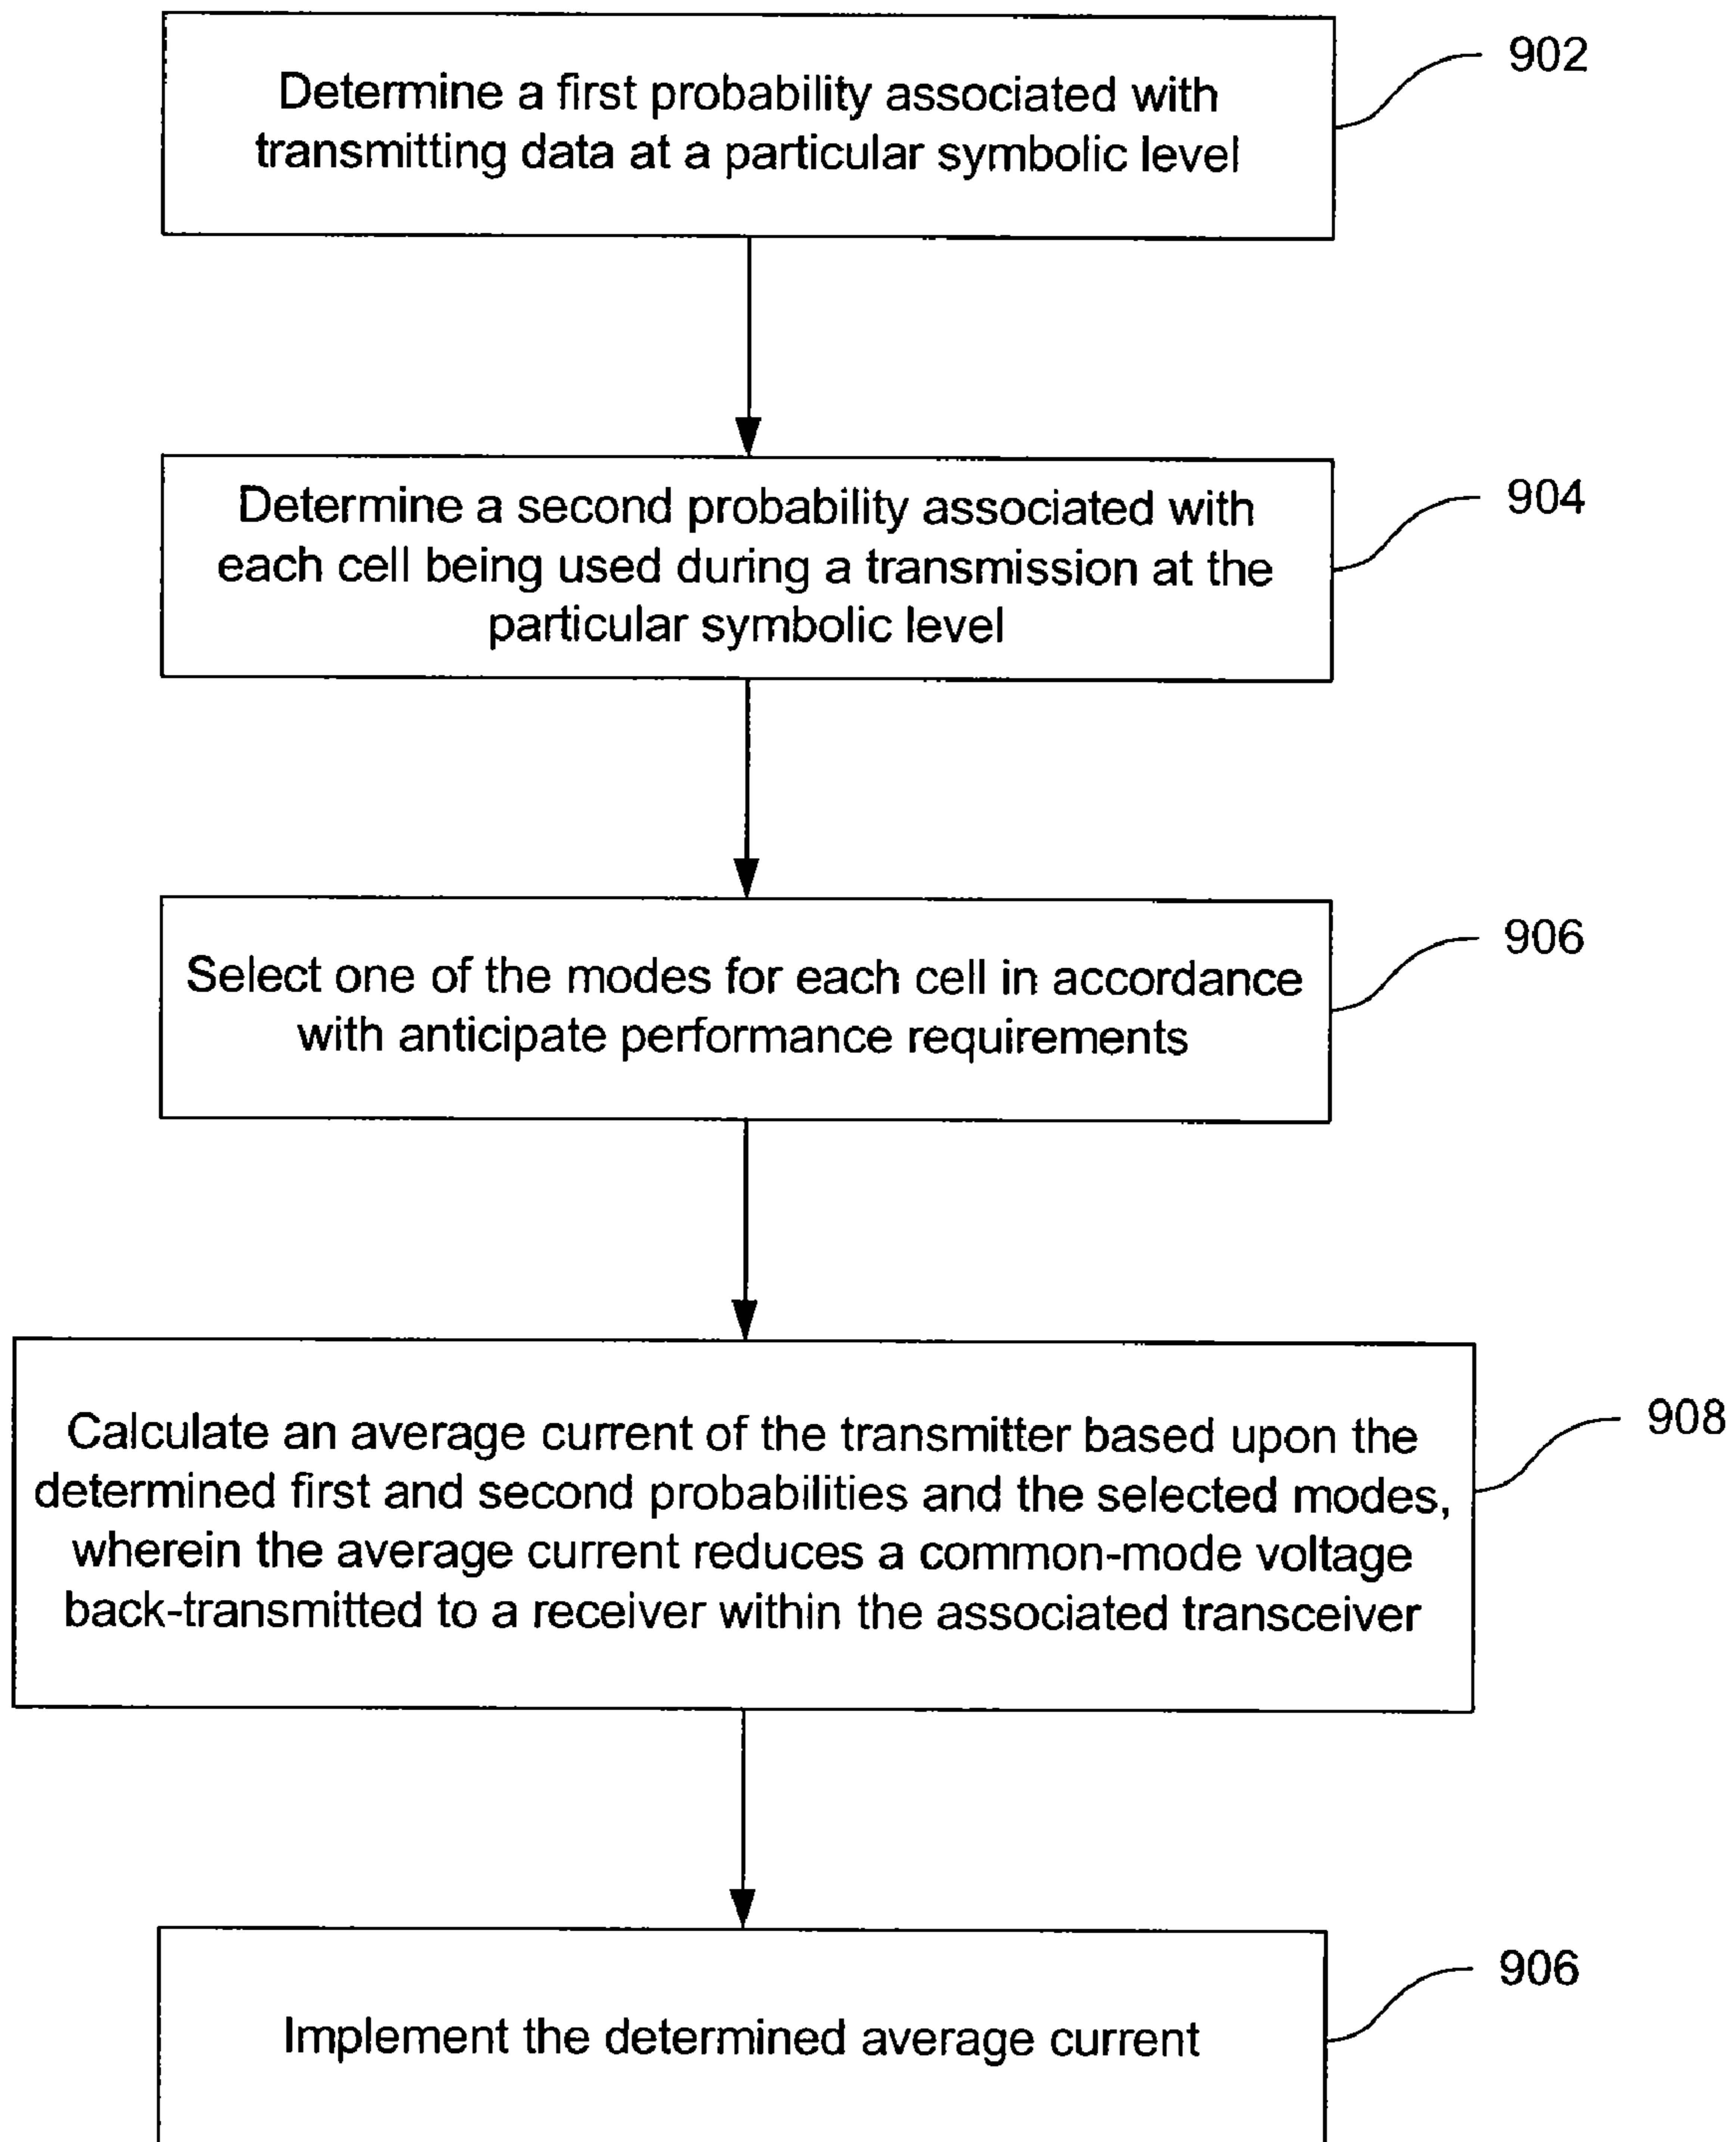 902
Determine a first probability associated with
transmitting data at a particular symbolic level
904
Determine a second probability associated with
each cell being used during a transmission at the
particular symbolic level
906
Select one of the modes for each cell in accordance
with anticipate performance requirements
908
Calculate an average current of the transmitter based upon the
determined first and second probabilities and the selected modes,
wherein the average current reduces a common-mode voltage
back-transmitted to a receiver within the associated transceiver
906
Implement the determined average current